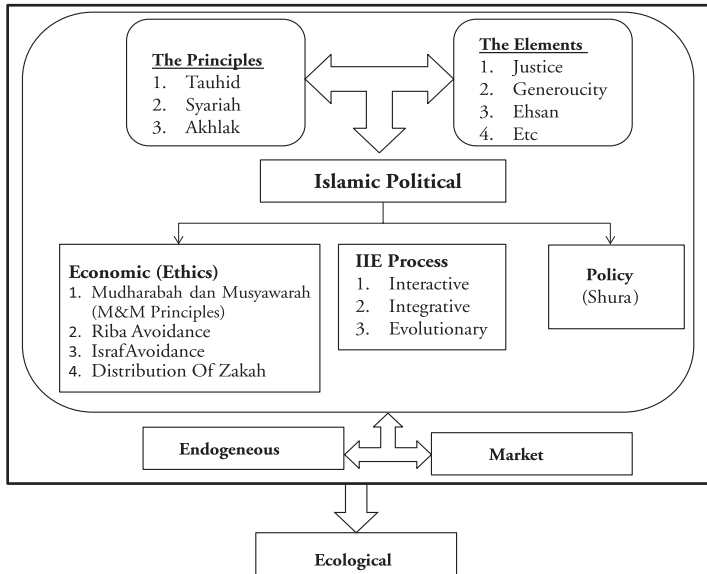 The Principles
1. Tauhid
2. Syariah
3. Akhlak
The Elements
1. Justice
2. Generoucity
3. Ehsan
4. Etc
Islamic Political
Economic (Ethics)
1. Mudharabah dan Musyawarah
(M&M Principles)
2. Riba Avoidance
3. IsrafAvoidance
4. Distribution Of Zakah
IIE Process
1. Interactive
2. Integrative
3. Evolutionary
Policy
(Shura)
Endogeneous
Market
Ecological